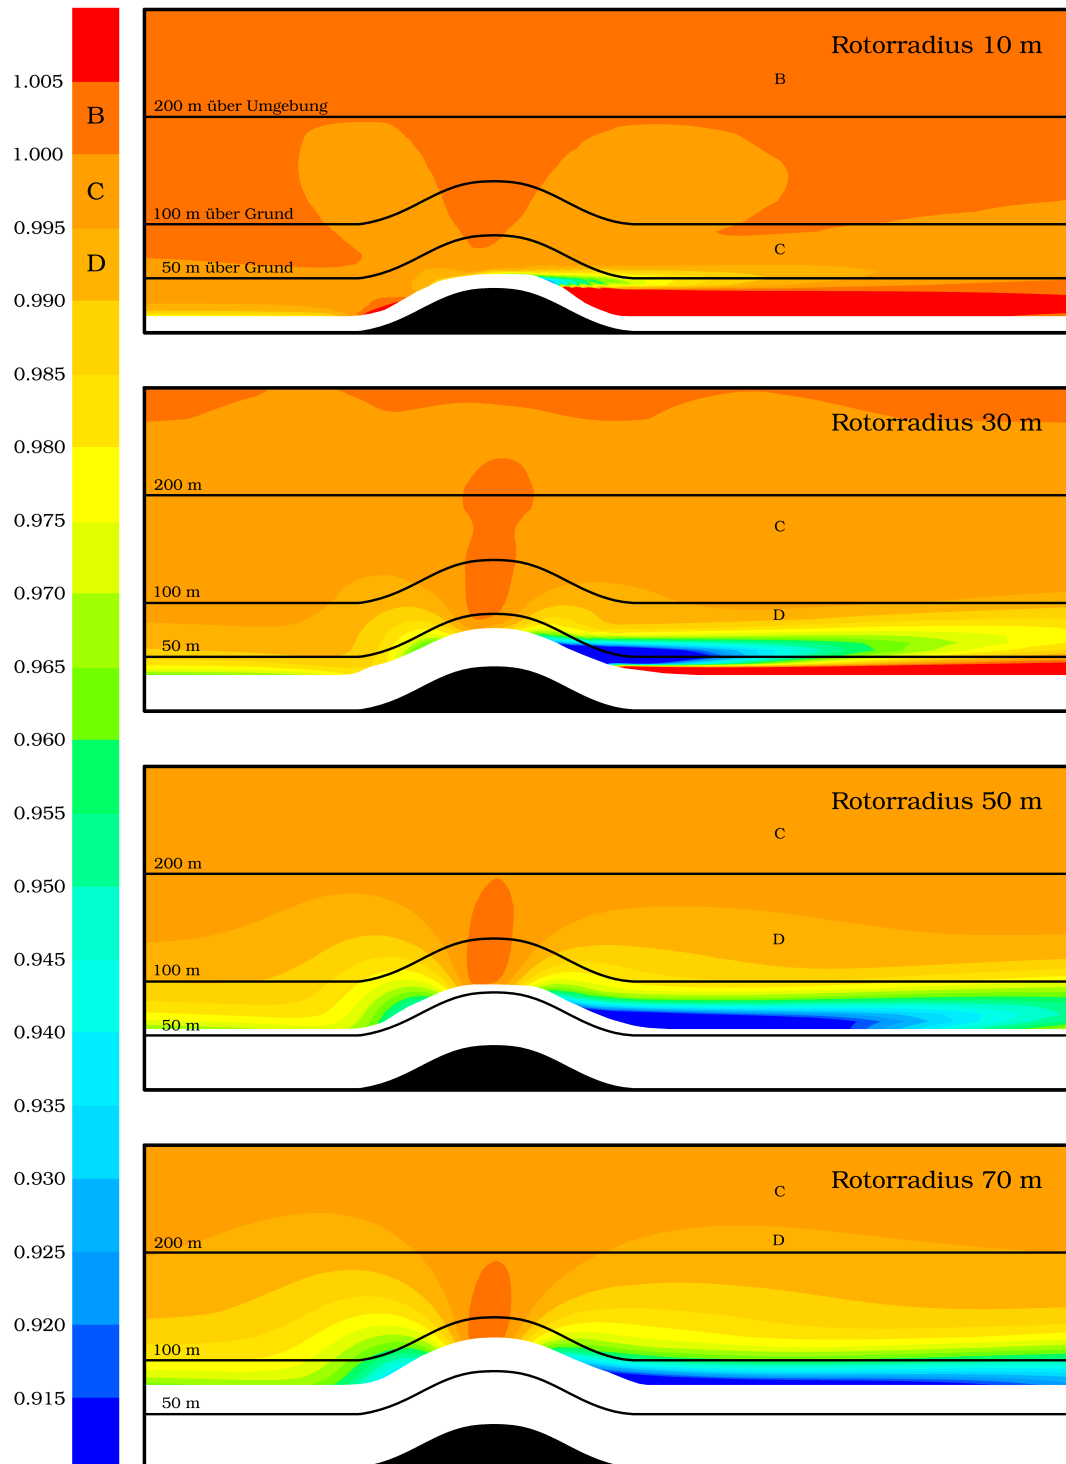 1.005
B
1.000
C
0.995
D
0.990
0.985
0.980
0.975
0.970
0.965
0.960
0.955
0.950
0.945
0.940
0.935
0.930
0.925
0.920
0.915
Rotorradius 10 m
B
200 m über Umgebung
100 m über Grund
C
50 m über Grund
Rotorradius 30 m
200 m
C
100 m
D
50 m
Rotorradius 50 m
C
200 m
D
100 m
50 m
Rotorradius 70 m
C
D
200 m
100 m
50 m